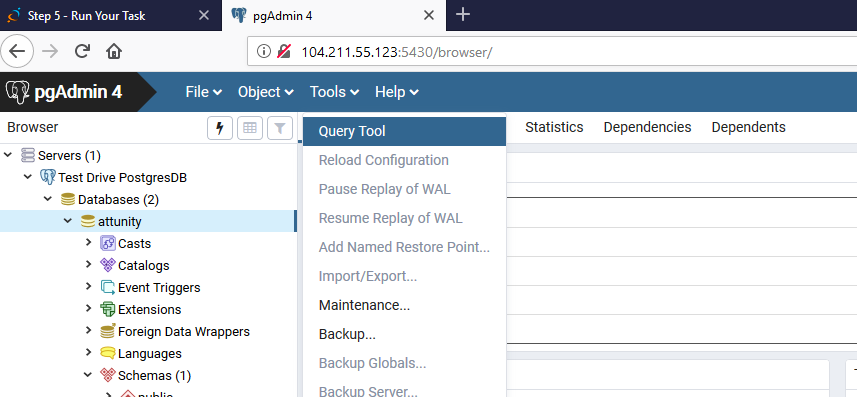 Step 5 - Run Your Task
pgAdmin 4
104.211.55.123:5430/browser/
pgAdmin 4 File Object Tools Help
Browser
Query Tool Statistics Dependencies Dependents
Servers (1) Reload Configuration
Test Drive PostgresDB Pause Replay of WAL
Databases (2) Resume Replay of WAL
attunity
Casts Add Named Restore Point...
Catalogs Import/Export...
Event Triggers Maintenance...
Extensions Backup...
Foreign Data Wrappers
Languages Backup Globals...
Schemas (1) Backup Server...
public